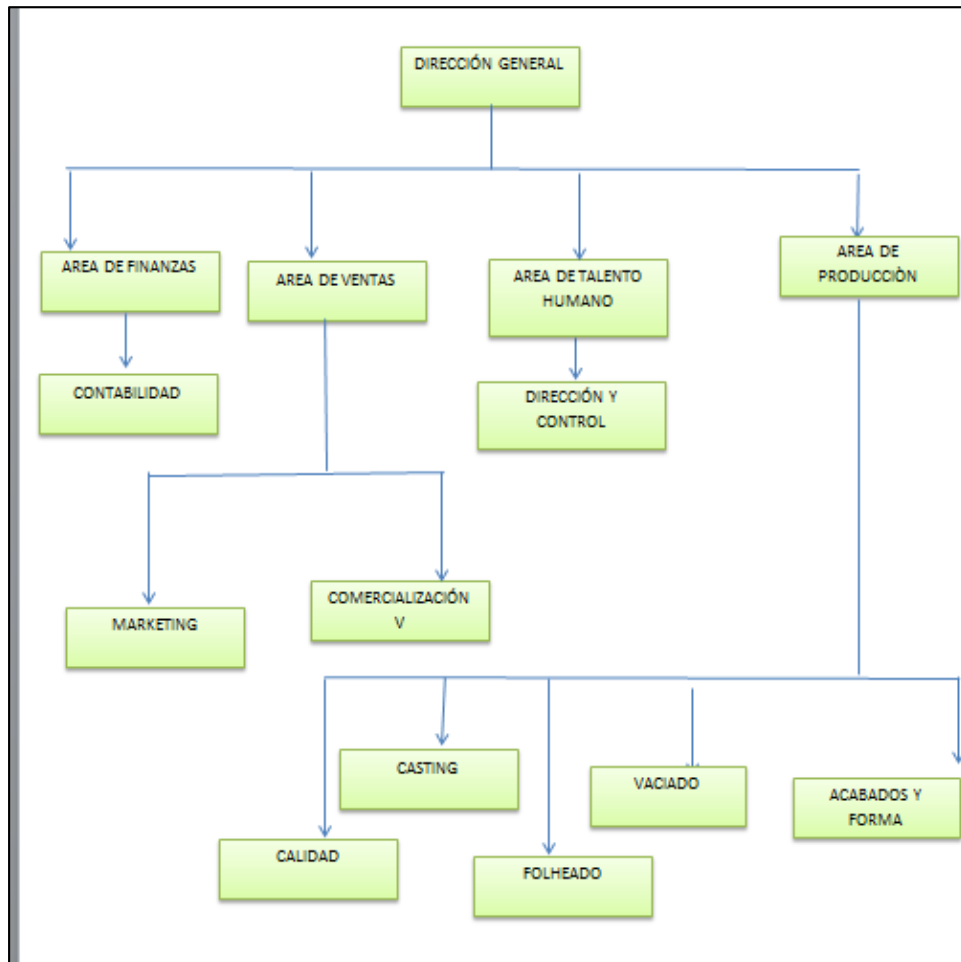 DIRECCIÓN GENERAL
AREA DE FINANZAS
AREA DE VENTAS
AREA DE TALENTO
HUMANO
AREA DE
PRODUCCIÒN
CONTABILIDAD
DIRECCIÓN Y
CONTROL
MARKETING
COMERCIALIZACIÓN
V
CASTING
VACIADO
ACABADOS Y
FORMA
CALIDAD
FOLHEADO